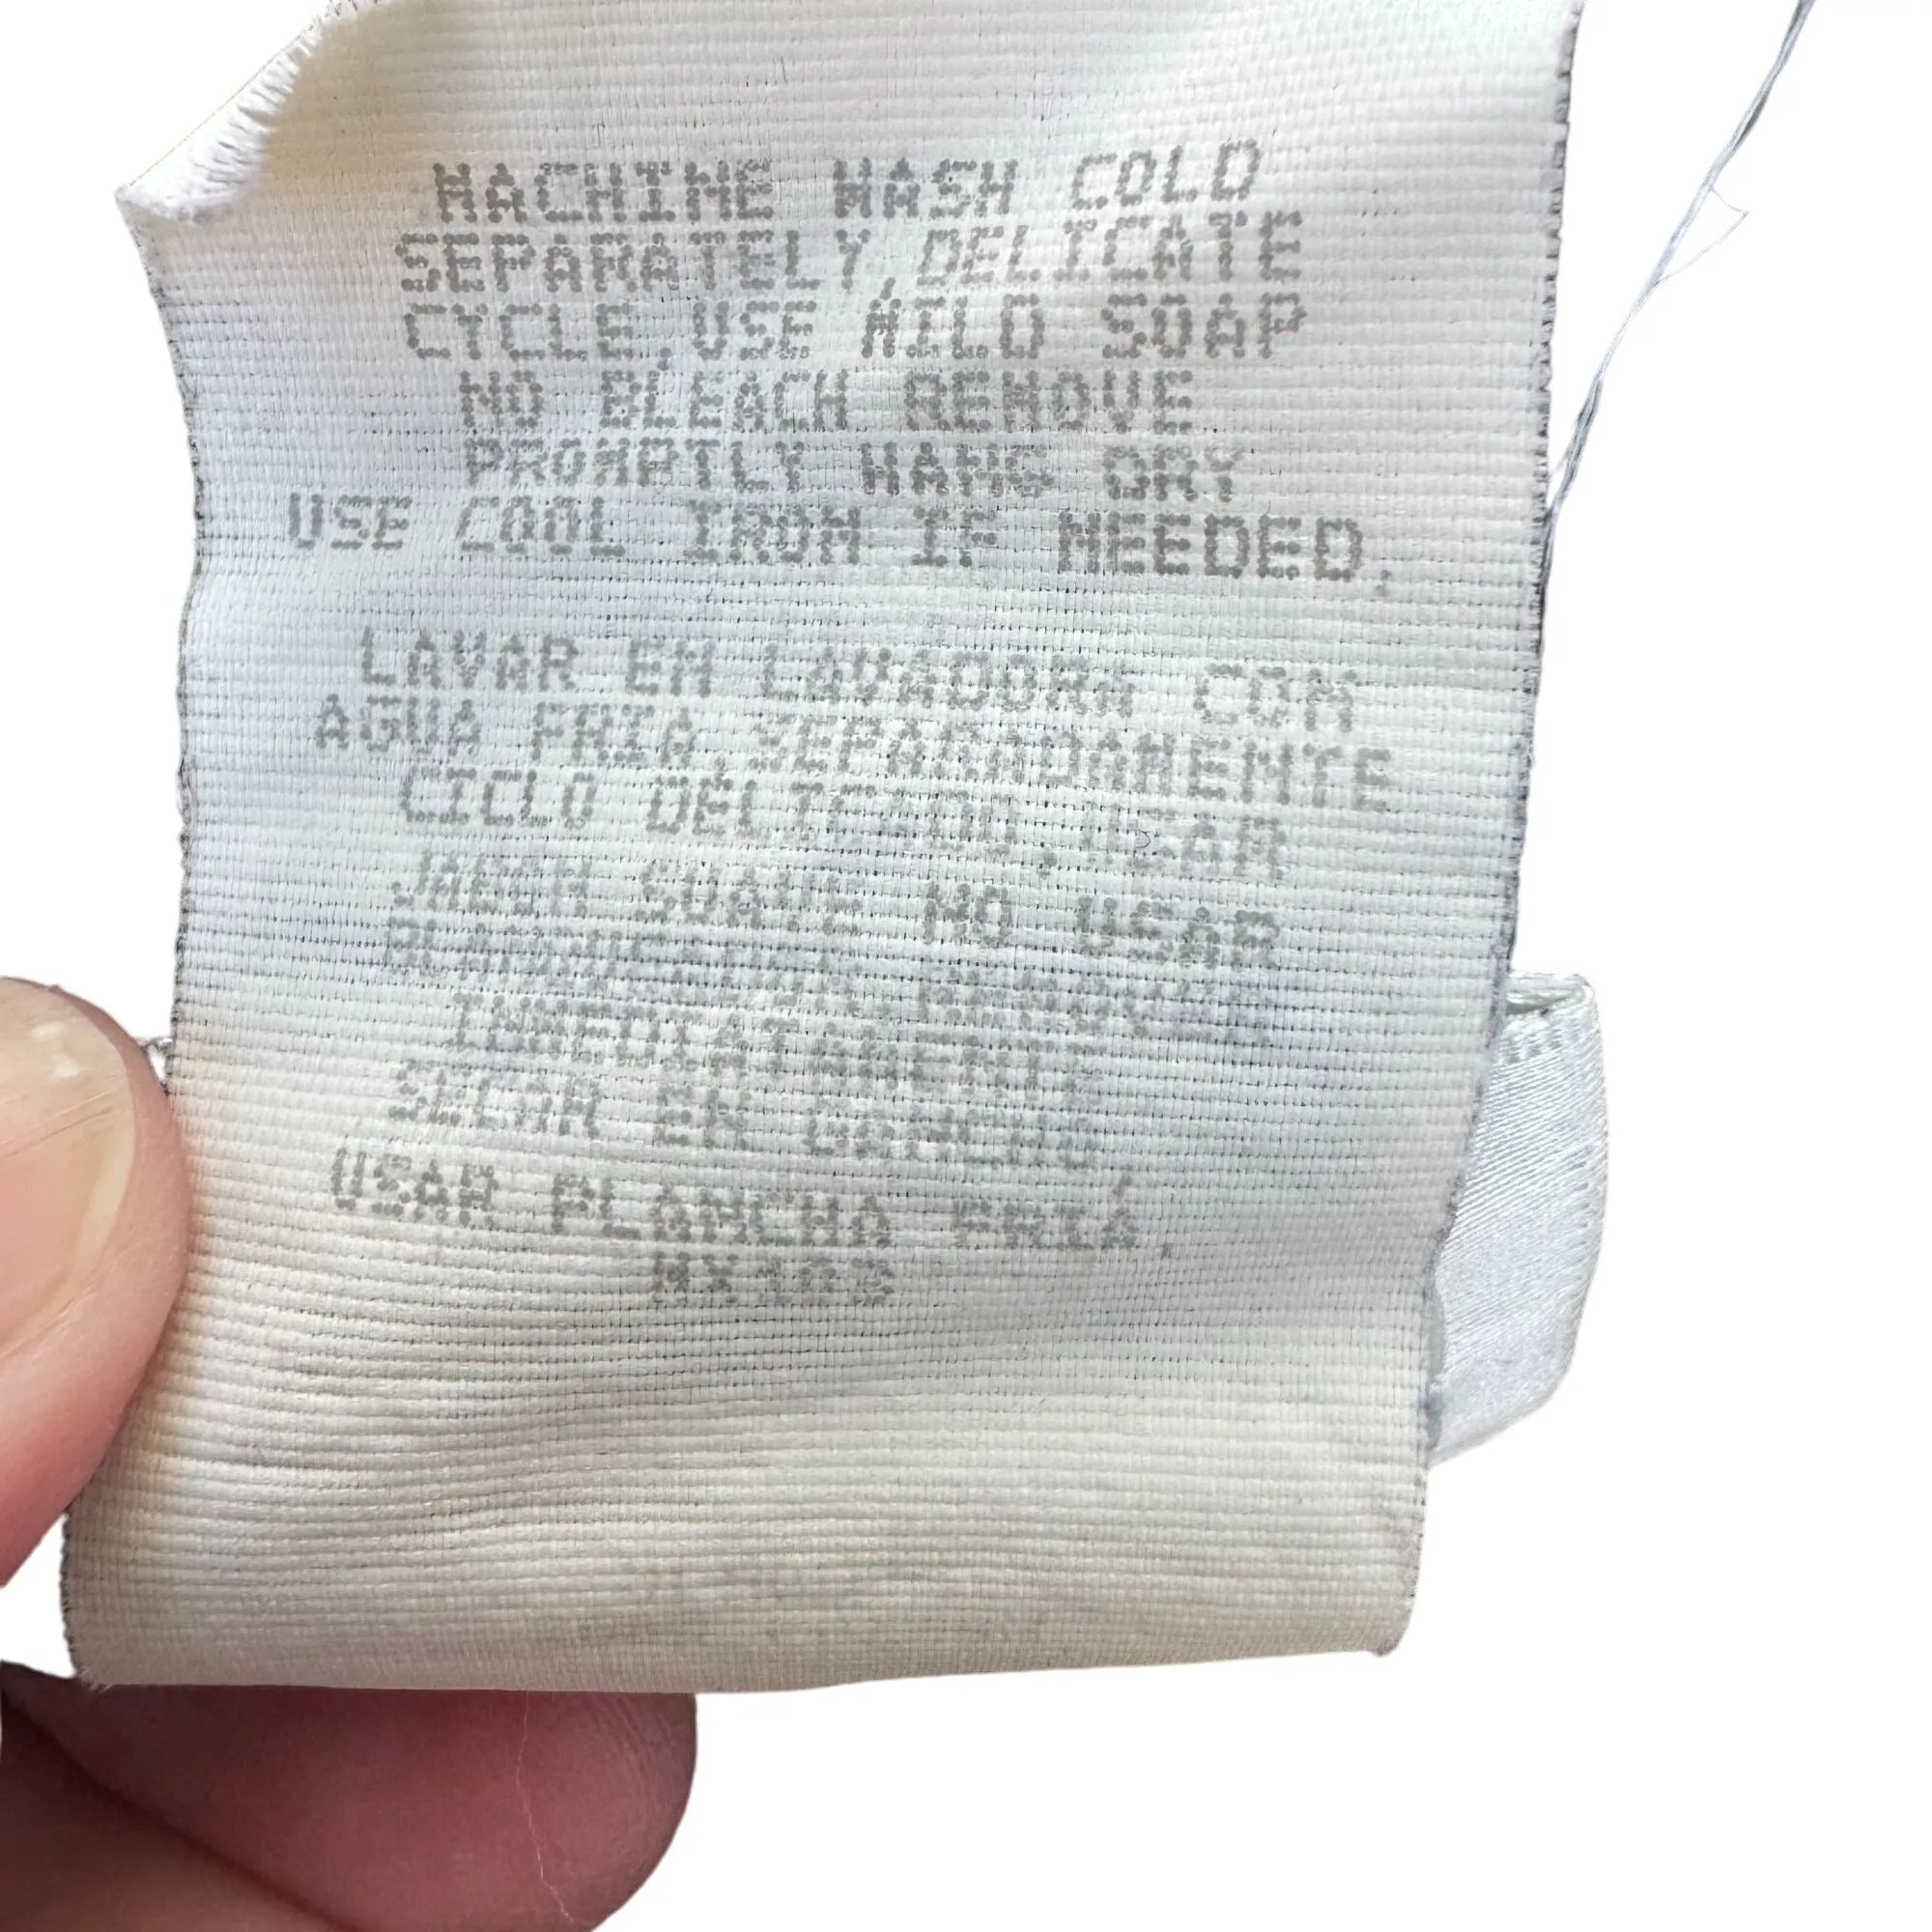 MACHINE WASH COLD
SEPARATELY,DELICATE
CYCLE,USE MILD SOAP
NO BLEACH REMOVE
PROMPTLY HANG DRY
USE COOL IRON IF NEEDED.
LAVAR EN LAVADORA CON
AGUA FRIA,SEPARADAMENTE
CICLO DELICADO,USAR
JABON SUAVE NO USAR
BLANQUEADOR REMOVER
INMEDIATAMENTE
SECAR EN GANCHO,
USAR PLANCHA FRIA.